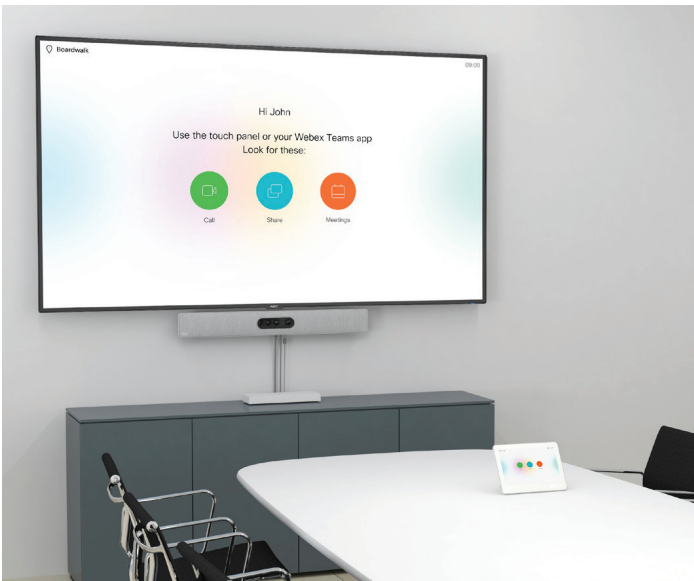 Boardwalk
09:00
Hi John
Use the touch panel or your Webex Teams app
Look for these:
Call
Share
Meetings